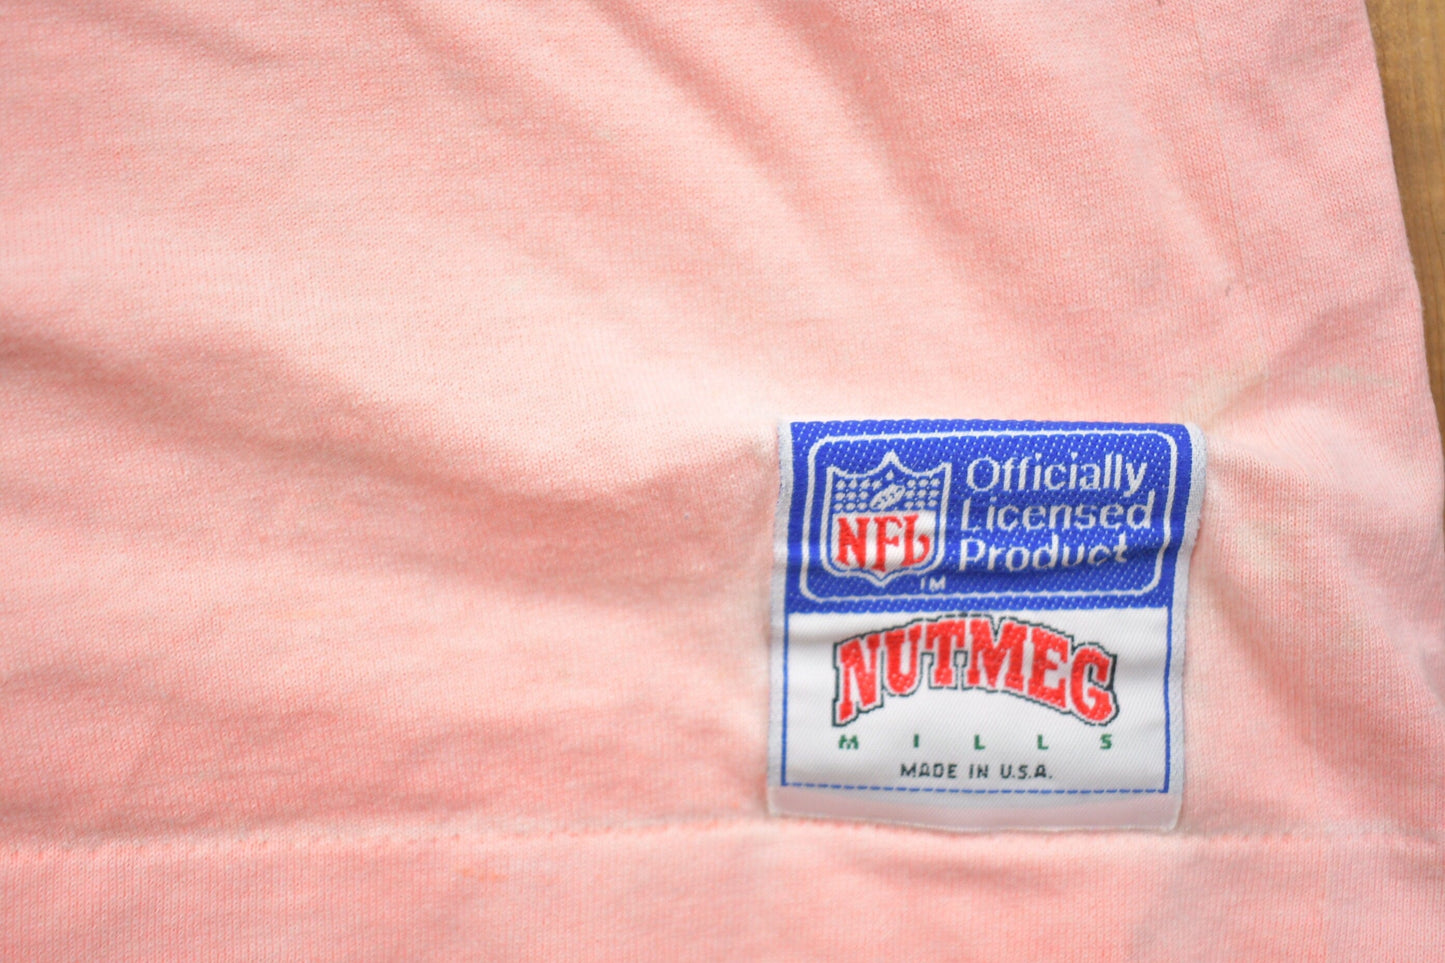 NFL
TM
Officially
Licensed
Product
NUTMEG
MILLS
MADE IN U.S.A.